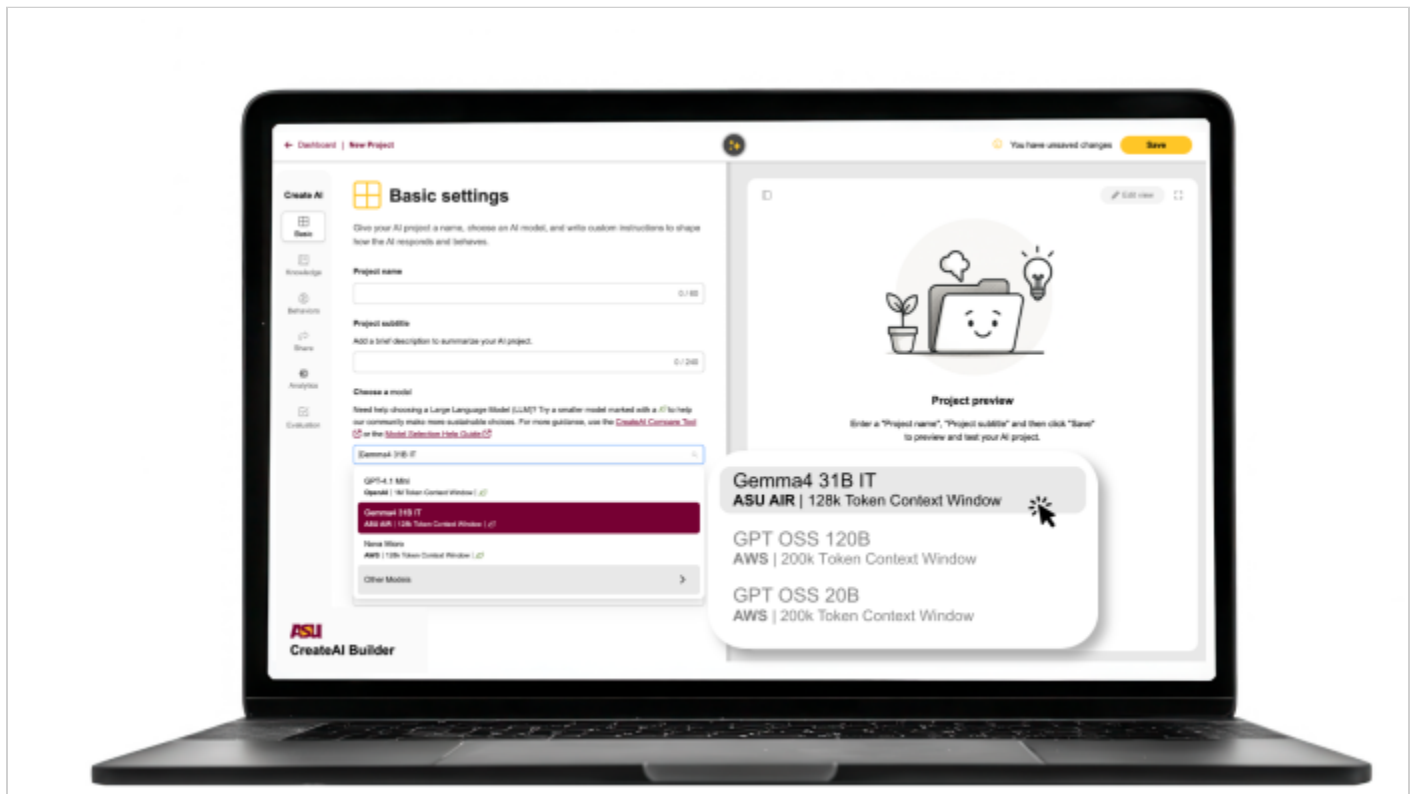 ← Dashboard | New Project
You have unsaved changes
Save
Create AI
Basic
Knowledge
Behaviors
Share
Analytics
Evaluation
Basic settings
Give your AI project a name, choose an AI model, and write custom instructions to shape
how the AI responds and behaves.
Project name
0 / 60
Project subtitle
Add a brief description to summarize your AI project.
0 / 240
Choose a model
Need help choosing a Large Language Model (LLM)? Try a smaller model marked with a to help
our community make more sustainable choices. For more guidance, use the CreateAI Compare Tool
or the Model Selection Help Guide
Gemma4 31B IT
GPT-4.1 Mini
OpenAI | 1M Token Context Window |
Gemma4 31B IT
ASU AIR | 128k Token Context Window |
Nova Micro
AWS | 128k Token Context Window |
Other Models
ASU
CreateAI Builder
Edit view
Project preview
Enter a "Project name", "Project subtitle" and then click "Save"
to preview and test your AI project.
Gemma4 31B IT
ASU AIR | 128k Token Context Window
GPT OSS 120B
AWS | 200k Token Context Window
GPT OSS 20B
AWS | 200k Token Context Window